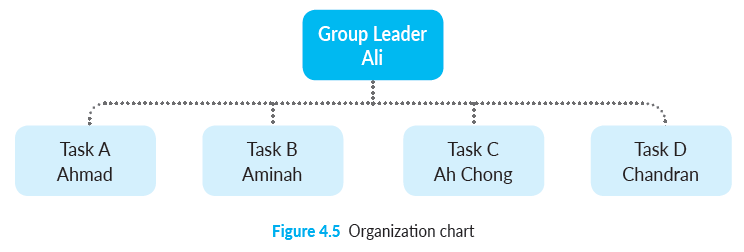 Group Leader
Ali
Task A
Ahmad
Task B
Aminah
Task C
Ah Chong
Task D
Chandran
Figure 4.5 Organization chart